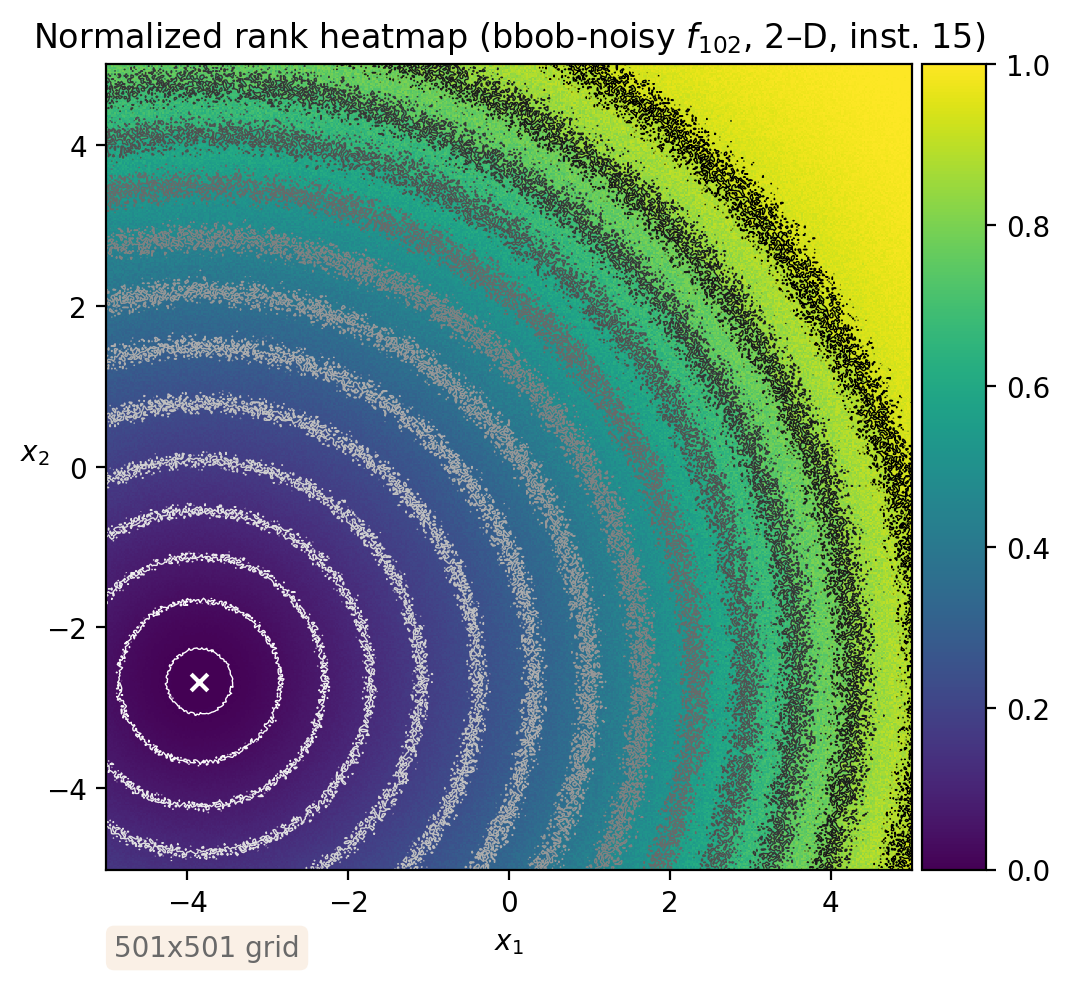 Normalized rank heatmap (bbob-noisy f₁₀₂, 2–D, inst. 15)
1.0
0.8
0.6
0.4
0.2
0.0
4
2
0
−2
−4
x₂
−4 −2 0 2 4
x₁
501x501 grid